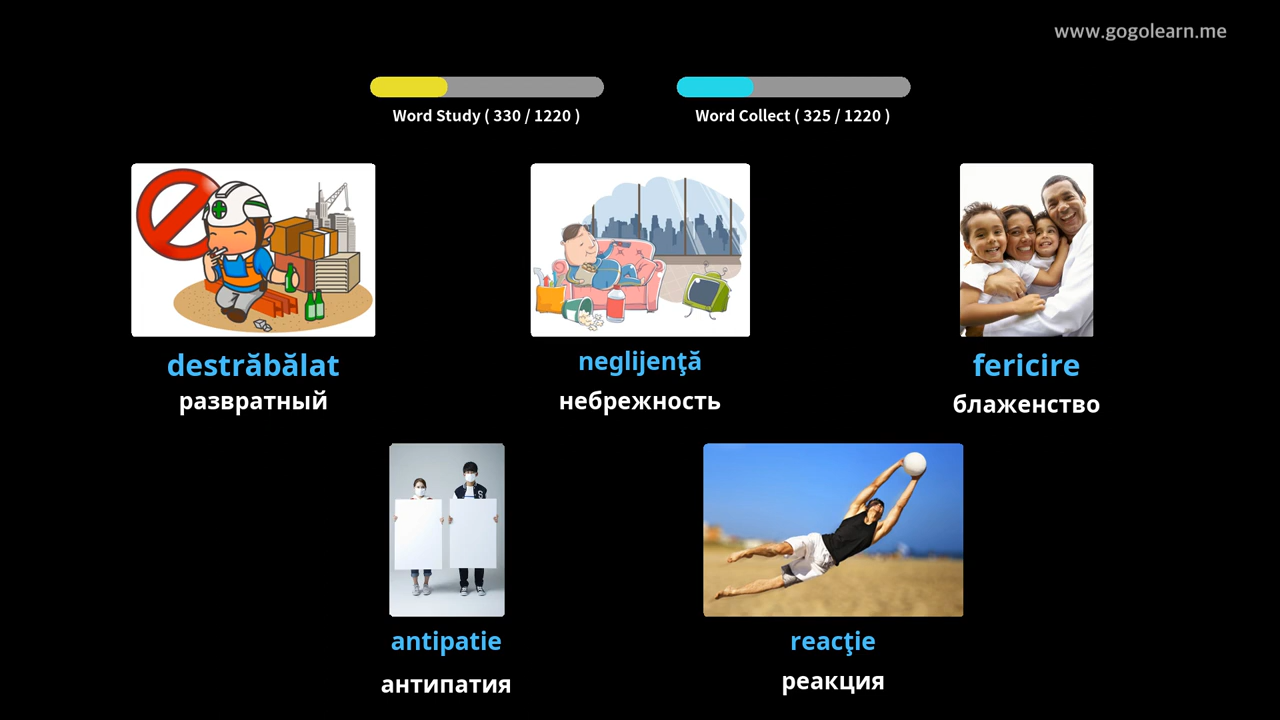 www.gogolearn.me
Word Study ( 330 / 1220 )
Word Collect ( 325 / 1220 )
destrăbălat
развратный
neglijenţă
небрежность
fericire
блаженство
antipatie
антипатия
reacţie
реакция